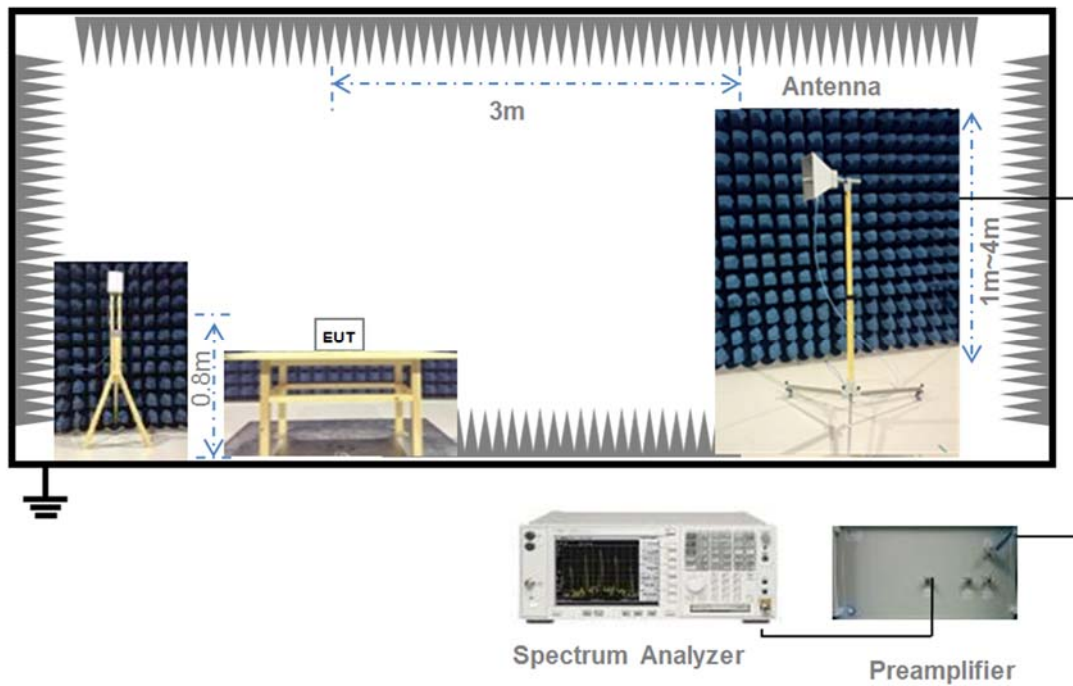 Antenna
3m
1m~4m
EUT
0.8m
Spectrum Analyzer
Preamplifier